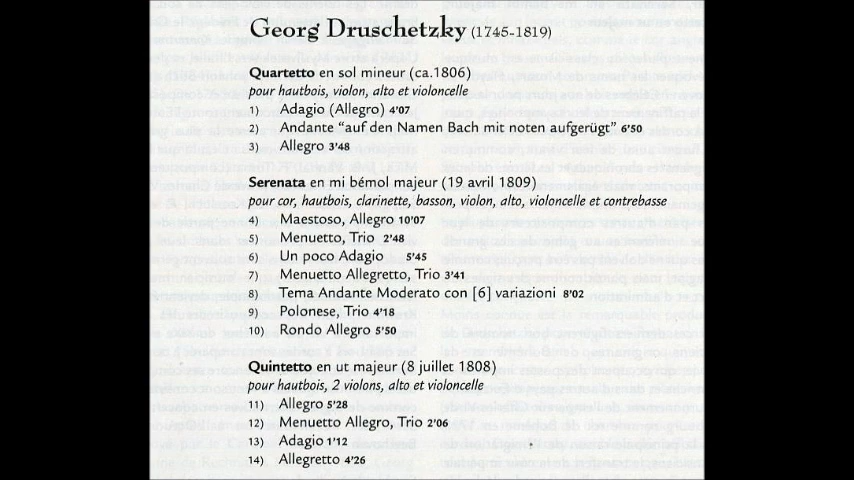 Georg Druschetzky (1745-1819)
Quartetto en sol mineur (ca.1806)
pour hautbois, violon, alto et violoncelle
1) Adagio (Allegro) 4'07
2) Andante "auf den Namen Bach mit noten aufgerügt" 6'50
3) Allegro 3'48
Serenata en mi bémol majeur (19 avril 1809)
pour cor, hautbois, clarinette, basson, violon, alto, violoncelle et contrebasse
4) Maestoso, Allegro 10'07
5) Menuetto, Trio 2'48
6) Un poco Adagio 5'45
7) Menuetto Allegretto, Trio 3'41
8) Tema Andante Moderato con [6] variazioni 8'02
9) Polonese, Trio 4'18
10) Rondo Allegro 5'50
Quintetto en ut majeur (8 juillet 1808)
pour hautbois, 2 violons, alto et violoncelle
11) Allegro 5'28
12) Menuetto Allegro, Trio 2'06
13) Adagio 1'12
14) Allegretto 4'26